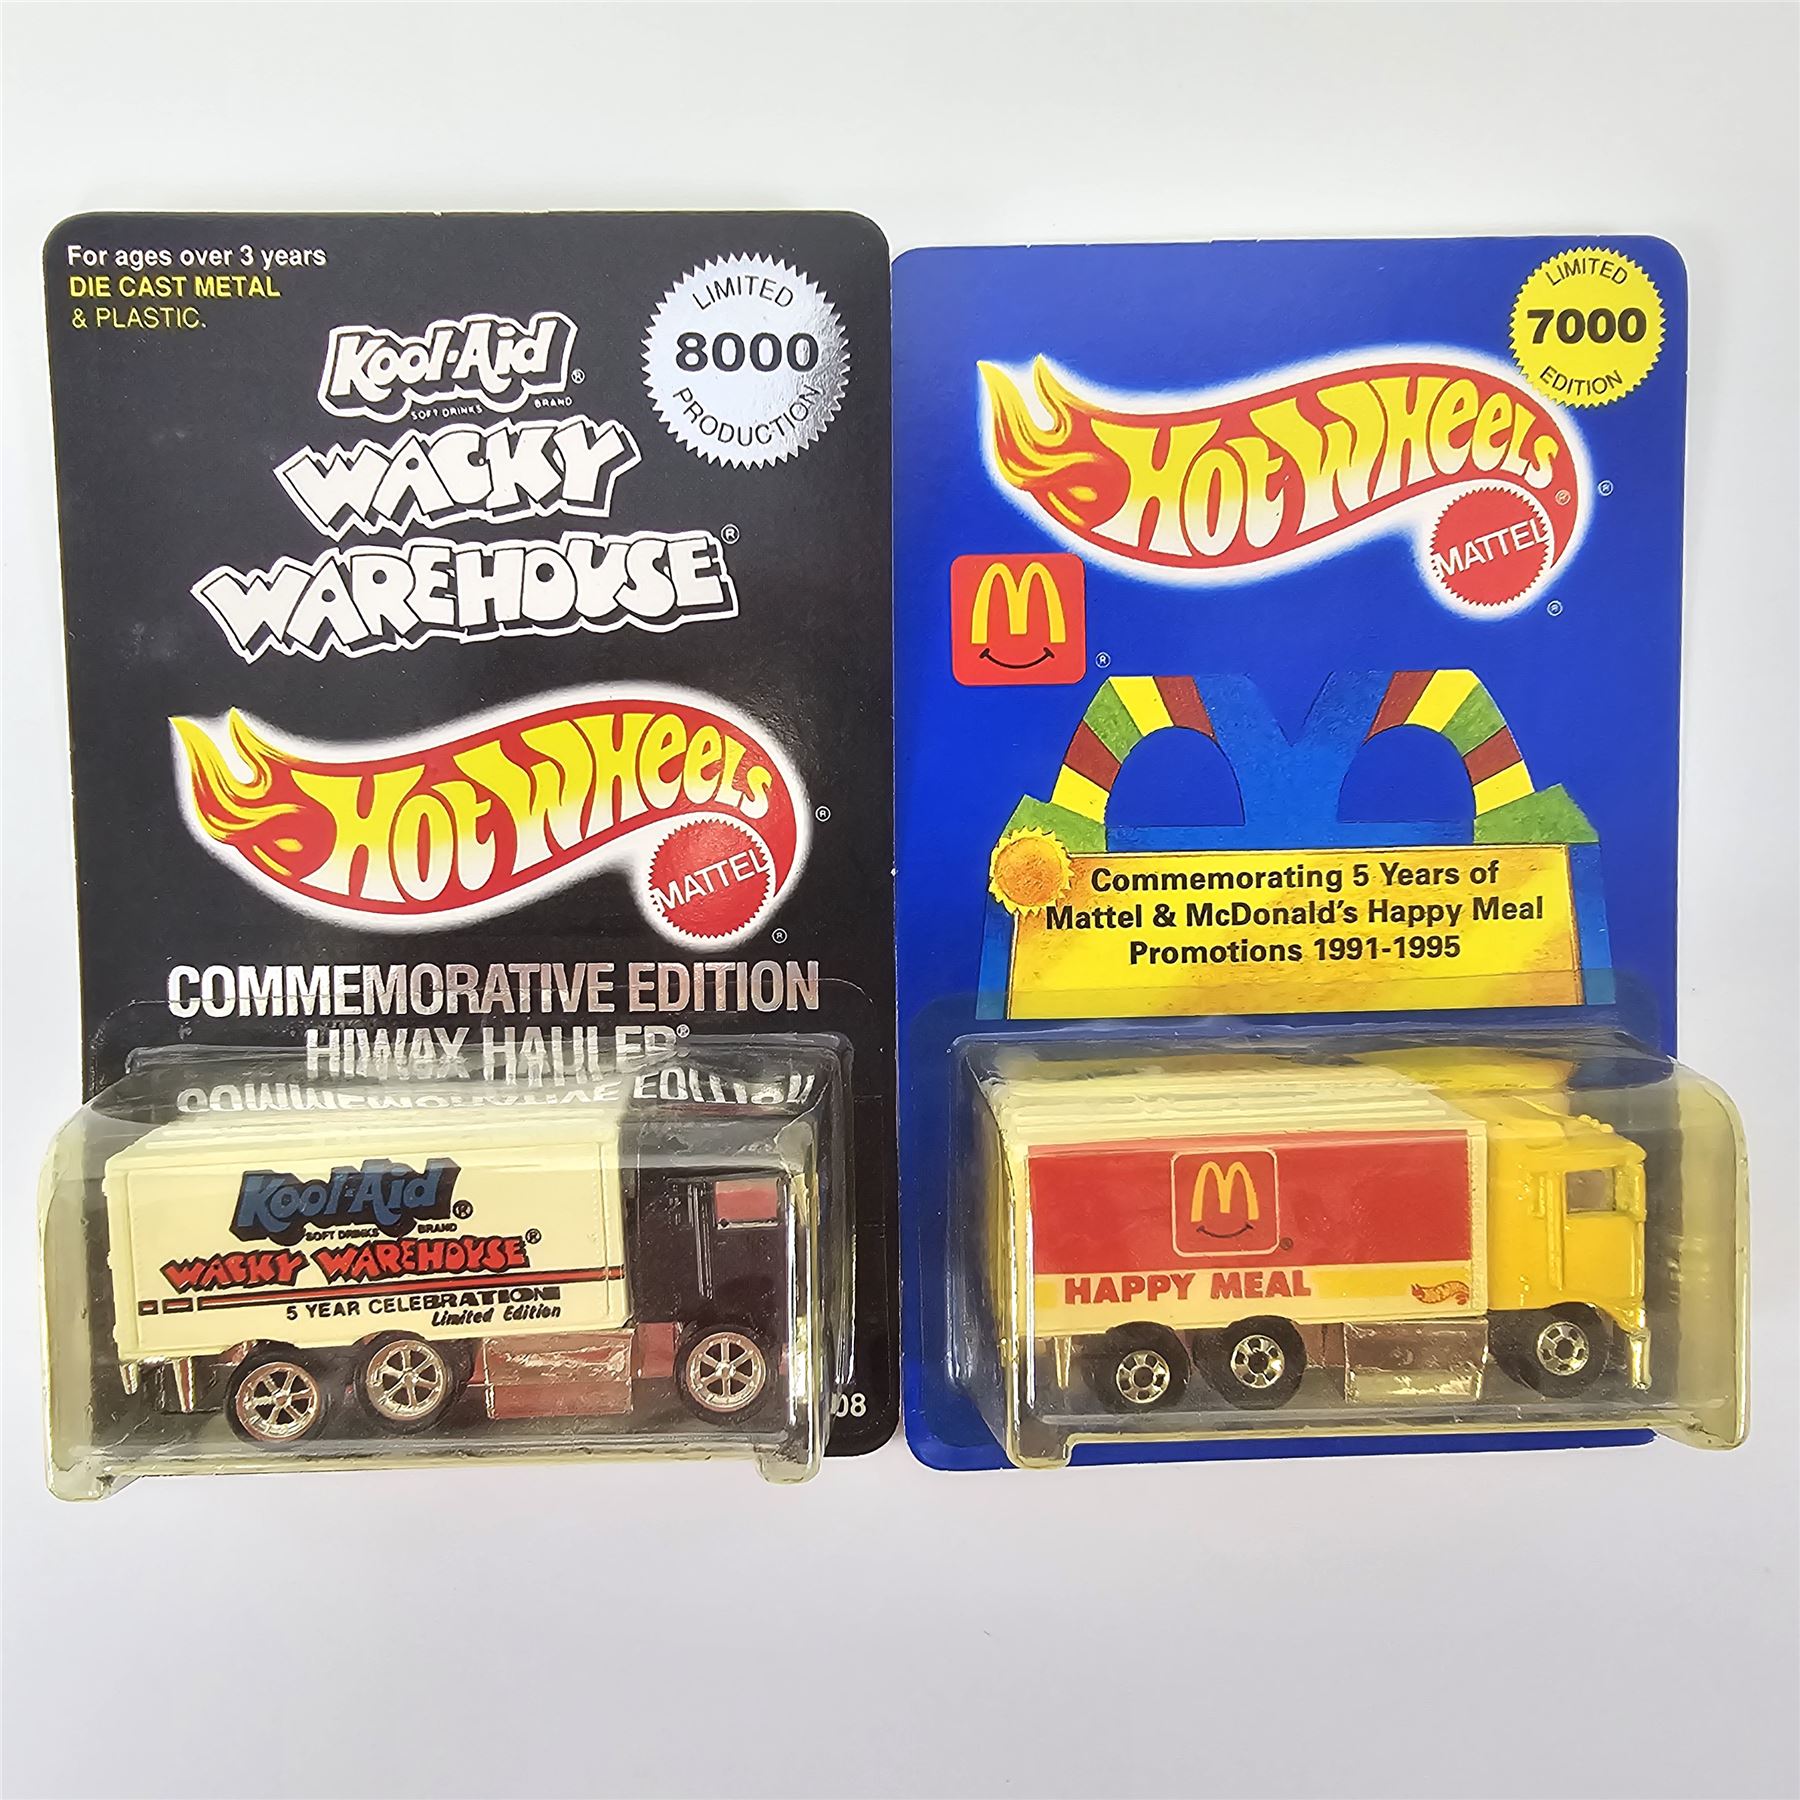 For ages over 3 years
DIE CAST METAL
& PLASTIC.
LIMITED
8000
PRODUCTION
Kool-Aid®
SOFT DRINKS BRAND
WACKY
WAREHOUSE®
HOT WHEELS®
MATTEL®
COMMEMORATIVE EDITION
HIWAY HAULER®
Kool-Aid®
SOFT DRINKS BRAND
WACKY WAREHOUSE®
5 YEAR CELEBRATION
Limited Edition
08
LIMITED
7000
EDITION
HOT WHEELS®®
MATTEL®
M®
Commemorating 5 Years of
Mattel & McDonald's Happy Meal
Promotions 1991-1995
M®
HAPPY MEAL